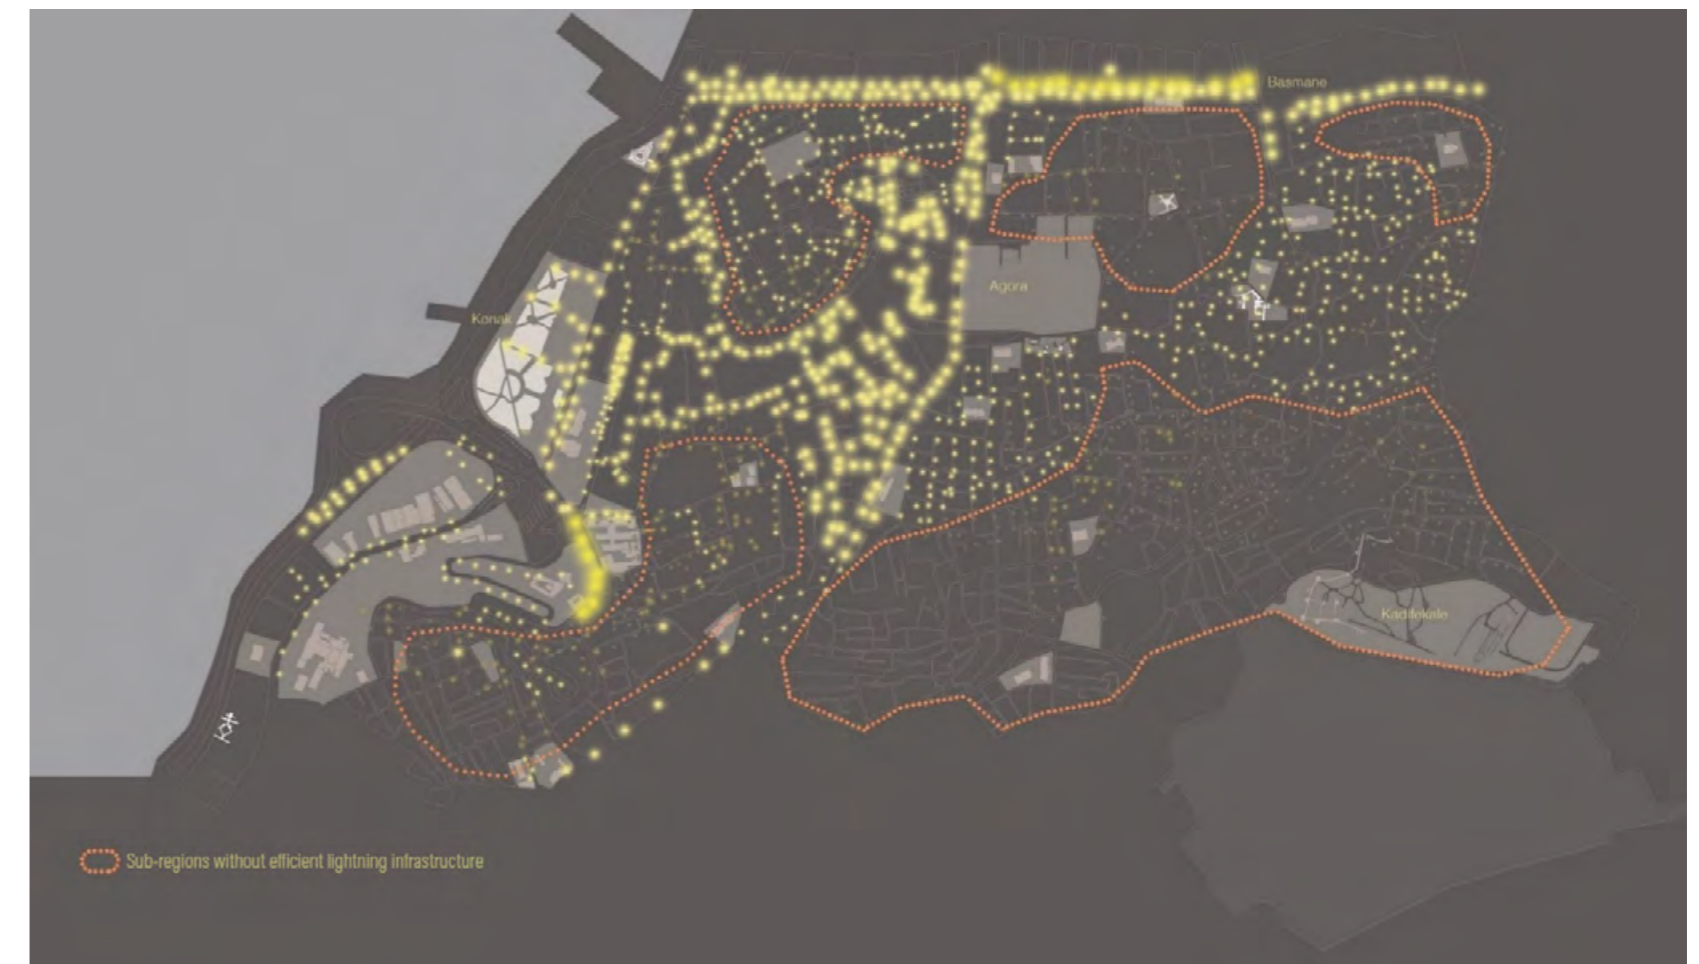 Basmane
Agora
Konak
Kadifekale
Sub-regions without efficient lightning infrastructure